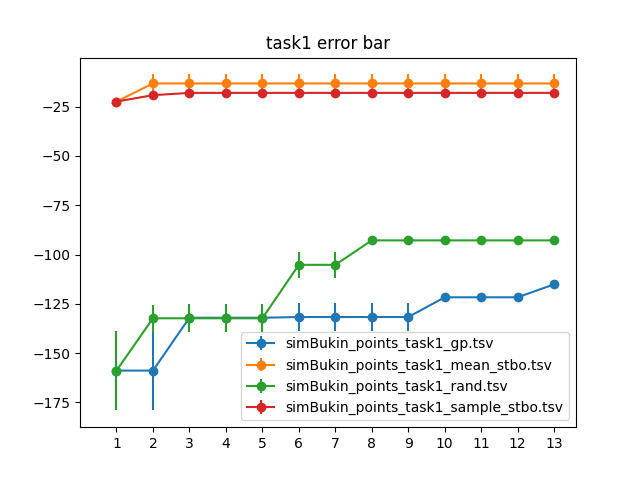 task1 error bar
−25
−50
−75
−100
−125
−150
−175
simBukin_points_task1_gp.tsv
simBukin_points_task1_mean_stbo.tsv
simBukin_points_task1_rand.tsv
simBukin_points_task1_sample_stbo.tsv
1 2 3 4 5 6 7 8 9 10 11 12 13